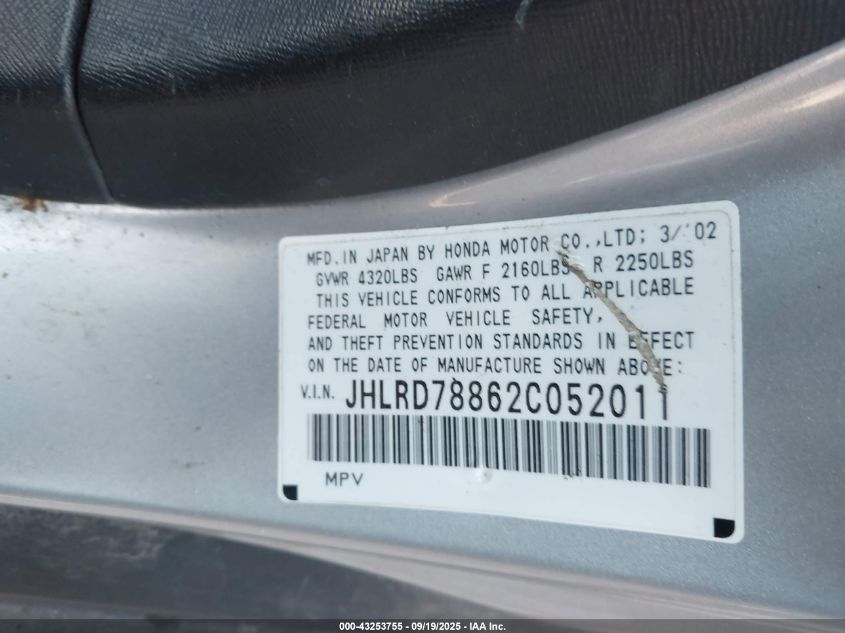 MFD. IN JAPAN BY HONDA MOTOR CO.,LTD; 3/'02
GVWR 4320LBS GAWR F 2160LBS R 2250LBS
THIS VEHICLE CONFORMS TO ALL APPLICABLE
FEDERAL MOTOR VEHICLE SAFETY,
AND THEFT PREVENTION STANDARDS IN EFFECT
ON THE DATE OF MANUFACTURE SHOWN ABOVE:
V.I.N. JHLRD78862C052011
MPV
000-43253755 - 09/19/2025 - IAA Inc.